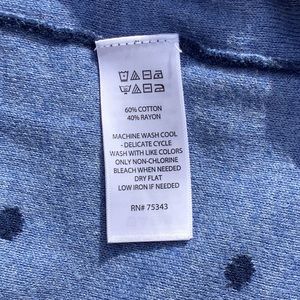 60% COTTON
40% RAYON
MACHINE WASH COOL
- DELICATE CYCLE
WASH WITH LIKE COLORS
ONLY NON-CHLORINE
BLEACH WHEN NEEDED
DRY FLAT
LOW IRON IF NEEDED
RN# 75343